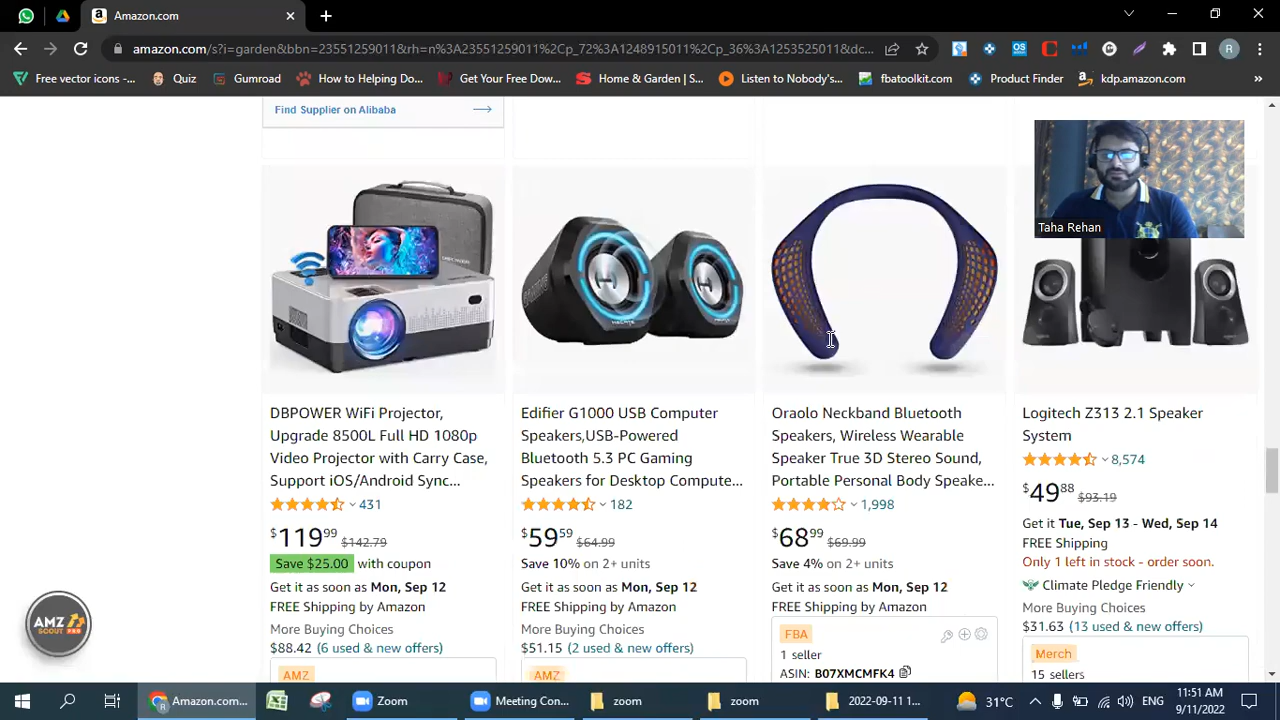 Amazon.com
amazon.com/s?i=garden&bbn=23551259011&rh=n%3A23551259011%2Cp_72%3A1248915011%2Cp_36%3A1253525011&dc...
R
Free vector icons -...
Quiz
Gumroad
How to Helping Do...
Get Your Free Dow...
Home & Garden | S...
Listen to Nobody's...
fbatoolkit.com
Product Finder
kdp.amazon.com
»
Find Supplier on Alibaba
Taha Rehan
DBPOWER WiFi Projector,
Upgrade 8500L Full HD 1080p
Video Projector with Carry Case,
Support iOS/Android Sync...
431
$119.99 $142.79
Save $25.00 with coupon
Get it as soon as Mon, Sep 12
FREE Shipping by Amazon
More Buying Choices
$88.42 (6 used & new offers)
AMZ
Edifier G1000 USB Computer
Speakers,USB-Powered
Bluetooth 5.3 PC Gaming
Speakers for Desktop Compute...
182
$59.59 $64.99
Save 10% on 2+ units
Get it as soon as Mon, Sep 12
FREE Shipping by Amazon
More Buying Choices
$51.15 (2 used & new offers)
AMZ
Oraolo Neckband Bluetooth
Speakers, Wireless Wearable
Speaker True 3D Stereo Sound,
Portable Personal Body Speake...
1,998
$68.99 $69.99
Save 4% on 2+ units
Get it as soon as Mon, Sep 12
FREE Shipping by Amazon
FBA
1 seller
ASIN: B07XMCMFK4
Logitech Z313 2.1 Speaker
System
8,574
$49.88 $93.19
Get it Tue, Sep 13 - Wed, Sep 14
FREE Shipping
Only 1 left in stock - order soon.
Climate Pledge Friendly
More Buying Choices
$31.63 (13 used & new offers)
Merch
15 sellers
AMZ
SCOUT PRO
Amazon.com...
Zoom
Meeting Con...
zoom
zoom
2022-09-11 1...
31°C
ENG
11:51 AM
9/11/2022